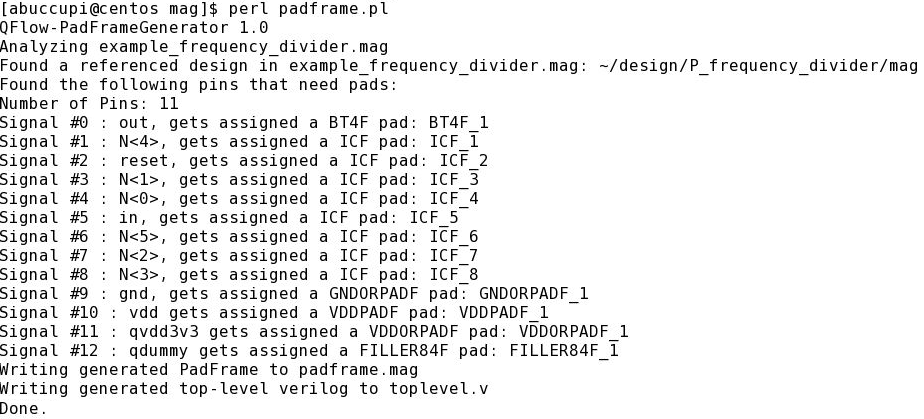 [abuccupi@centos mag]$ perl padframe.pl
QFlow-PadFrameGenerator 1.0
Analyzing example_frequency_divider.mag
Found a referenced design in example_frequency_divider.mag: ~/design/P_frequency_divider/mag
Found the following pins that need pads:
Number of Pins: 11
Signal #0 : out, gets assigned a BT4F pad: BT4F_1
Signal #1 : N<4>, gets assigned a ICF pad: ICF_1
Signal #2 : reset, gets assigned a ICF pad: ICF_2
Signal #3 : N<1>, gets assigned a ICF pad: ICF_3
Signal #4 : N<0>, gets assigned a ICF pad: ICF_4
Signal #5 : in, gets assigned a ICF pad: ICF_5
Signal #6 : N<5>, gets assigned a ICF pad: ICF_6
Signal #7 : N<2>, gets assigned a ICF pad: ICF_7
Signal #8 : N<3>, gets assigned a ICF pad: ICF_8
Signal #9 : gnd, gets assigned a GNDORPADF pad: GNDORPADF_1
Signal #10 : vdd gets assigned a VDDPADF pad: VDDPADF_1
Signal #11 : qvdd3v3 gets assigned a VDDORPADF pad: VDDORPADF_1
Signal #12 : qdummy gets assigned a FILLER84F pad: FILLER84F_1
Writing generated PadFrame to padframe.mag
Writing generated top-level verilog to toplevel.v
Done.